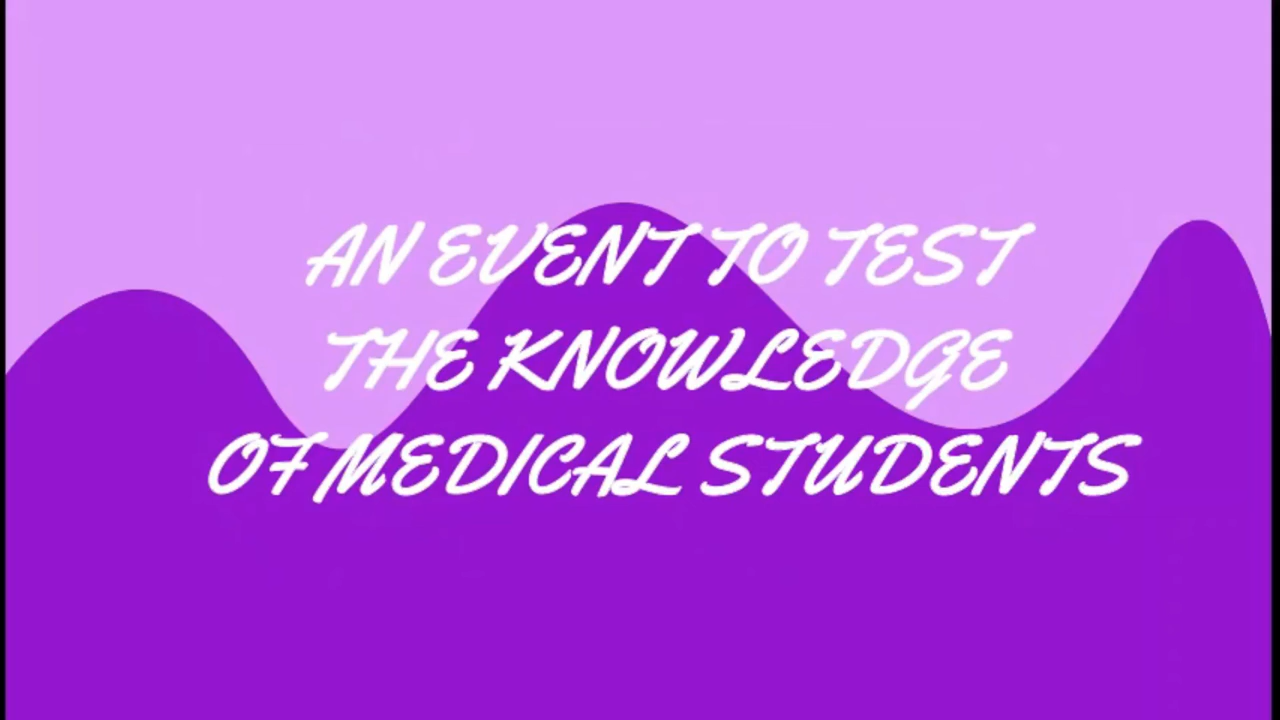 AN EVENT TO TEST
THE KNOWLEDGE
OF MEDICAL STUDENTS